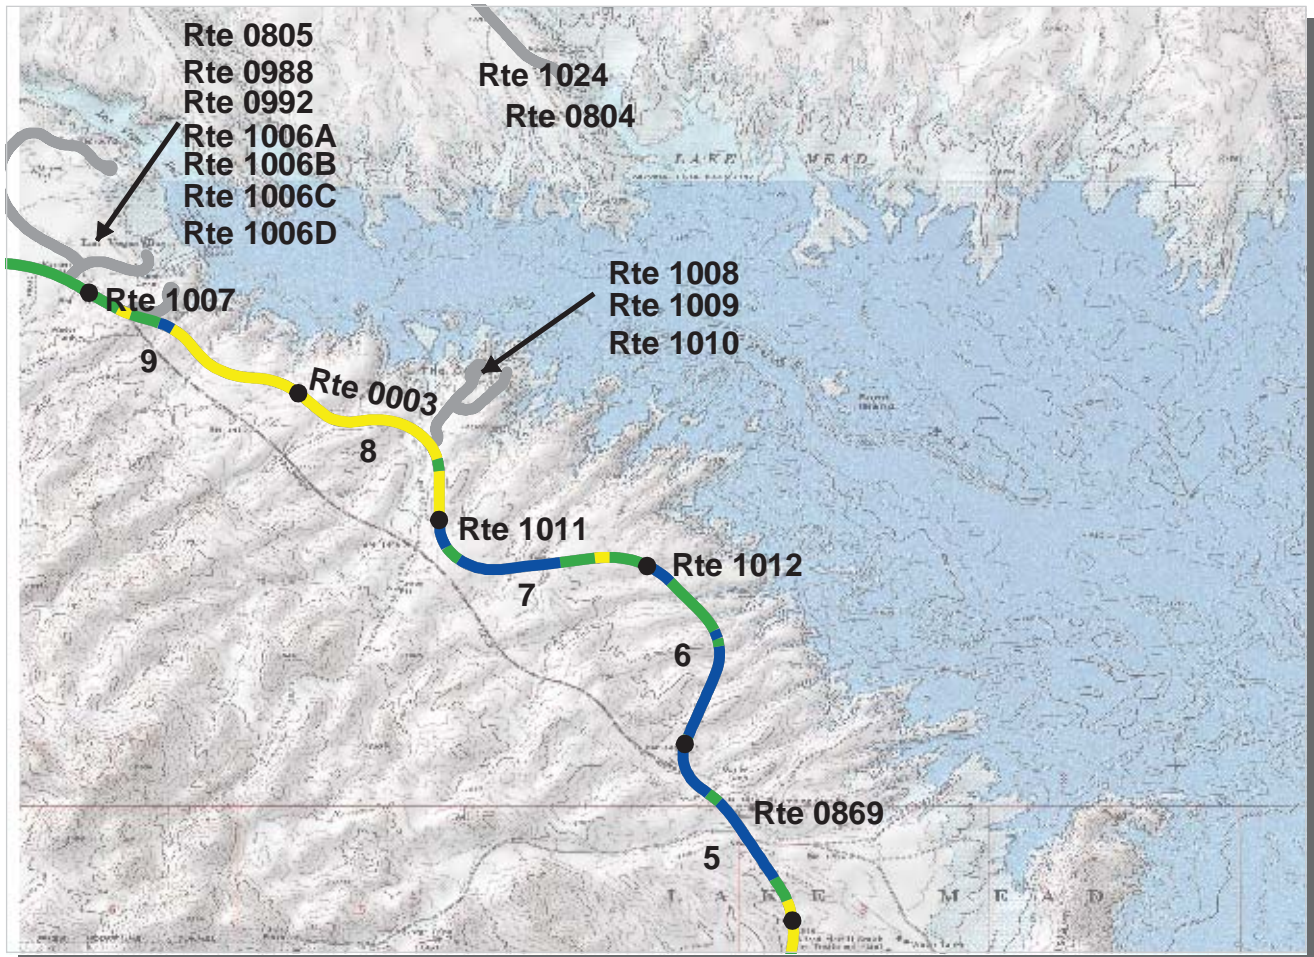 Rte 0805
Rte 0988
Rte 0992
Rte 1006A
Rte 1006B
Rte 1006C
Rte 1006D
Rte 1024
Rte 0804
LAKE MEAD
Rte 1008
Rte 1009
Rte 1010
Rte 1007
9
Rte 0003
8
Rte 1011
7
Rte 1012
6
Rte 0869
5
LAKE MEAD